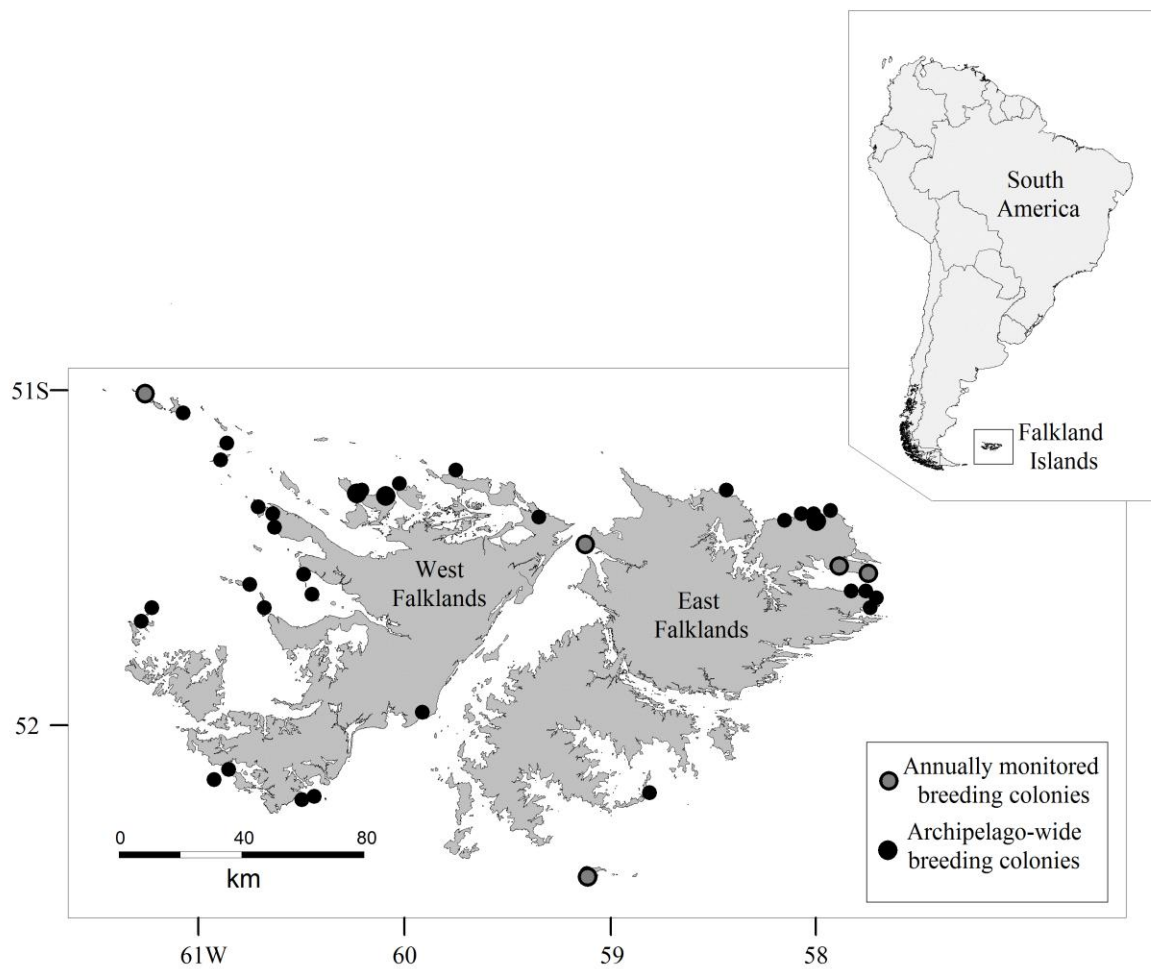 South
America
Falkland
Islands
51S
West
Falklands
East
Falklands
52
Annually monitored
breeding colonies
Archipelago-wide
breeding colonies
0 40 80
km
61W 60 59 58